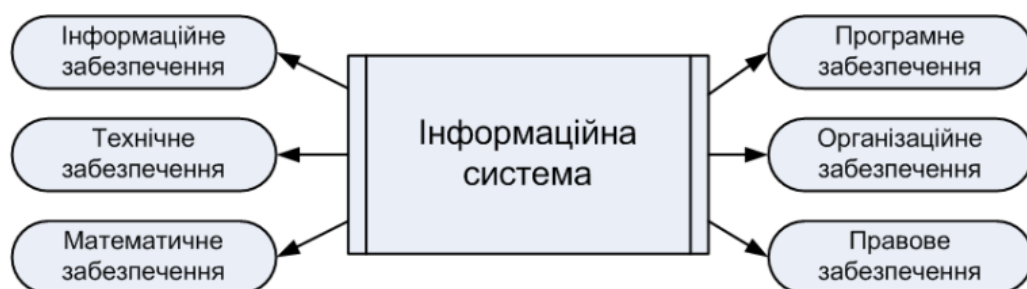 Інформаційне
забезпечення
Технічне
забезпечення
Математичне
забезпечення
Інформаційна
система
Програмне
забезпечення
Організаційне
забезпечення
Правове
забезпечення